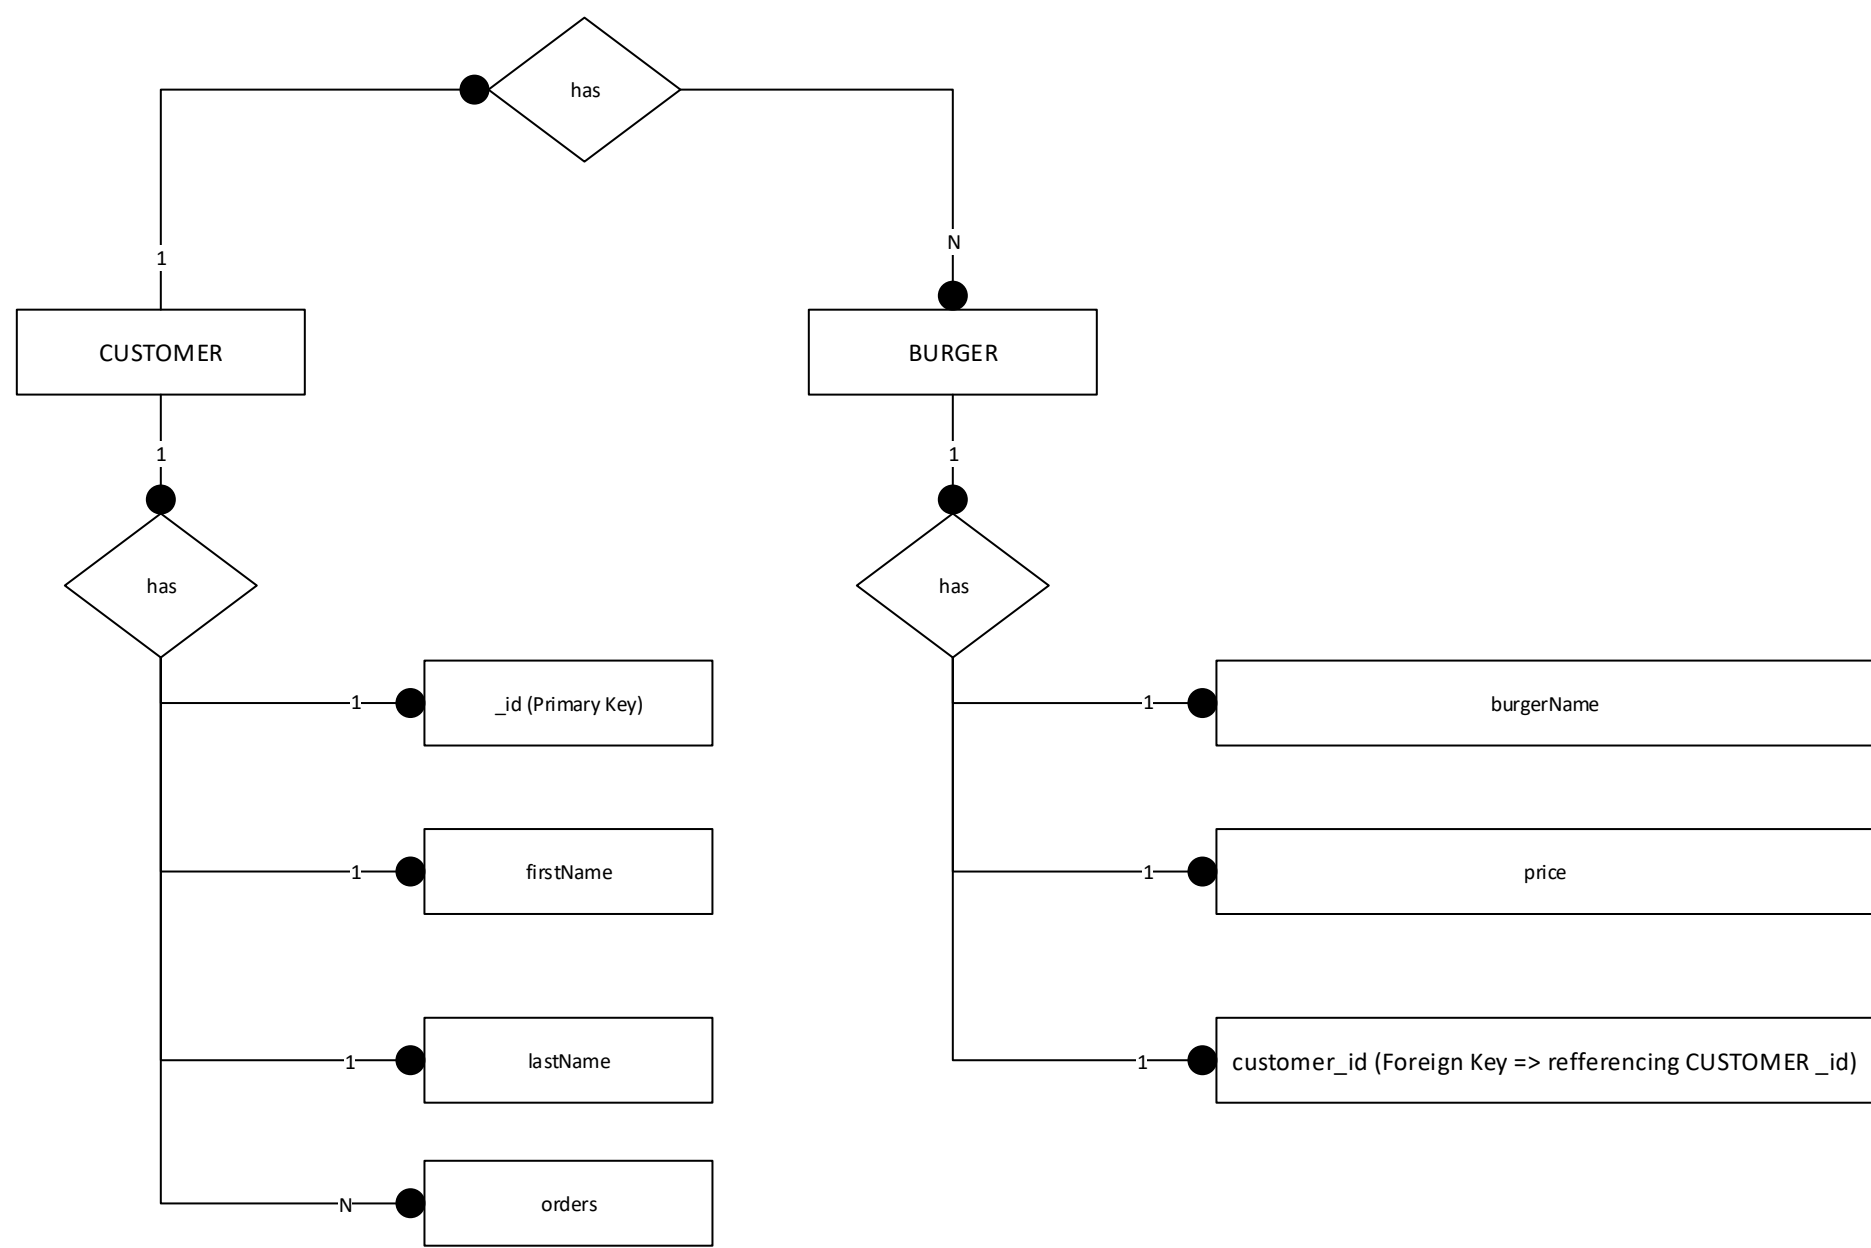 has
1
N
CUSTOMER
BURGER
1
1
has
has
1
_id (Primary Key)
1
burgerName
1
firstName
1
price
1
lastName
1
customer_id (Foreign Key => refferencing CUSTOMER _id)
N
orders